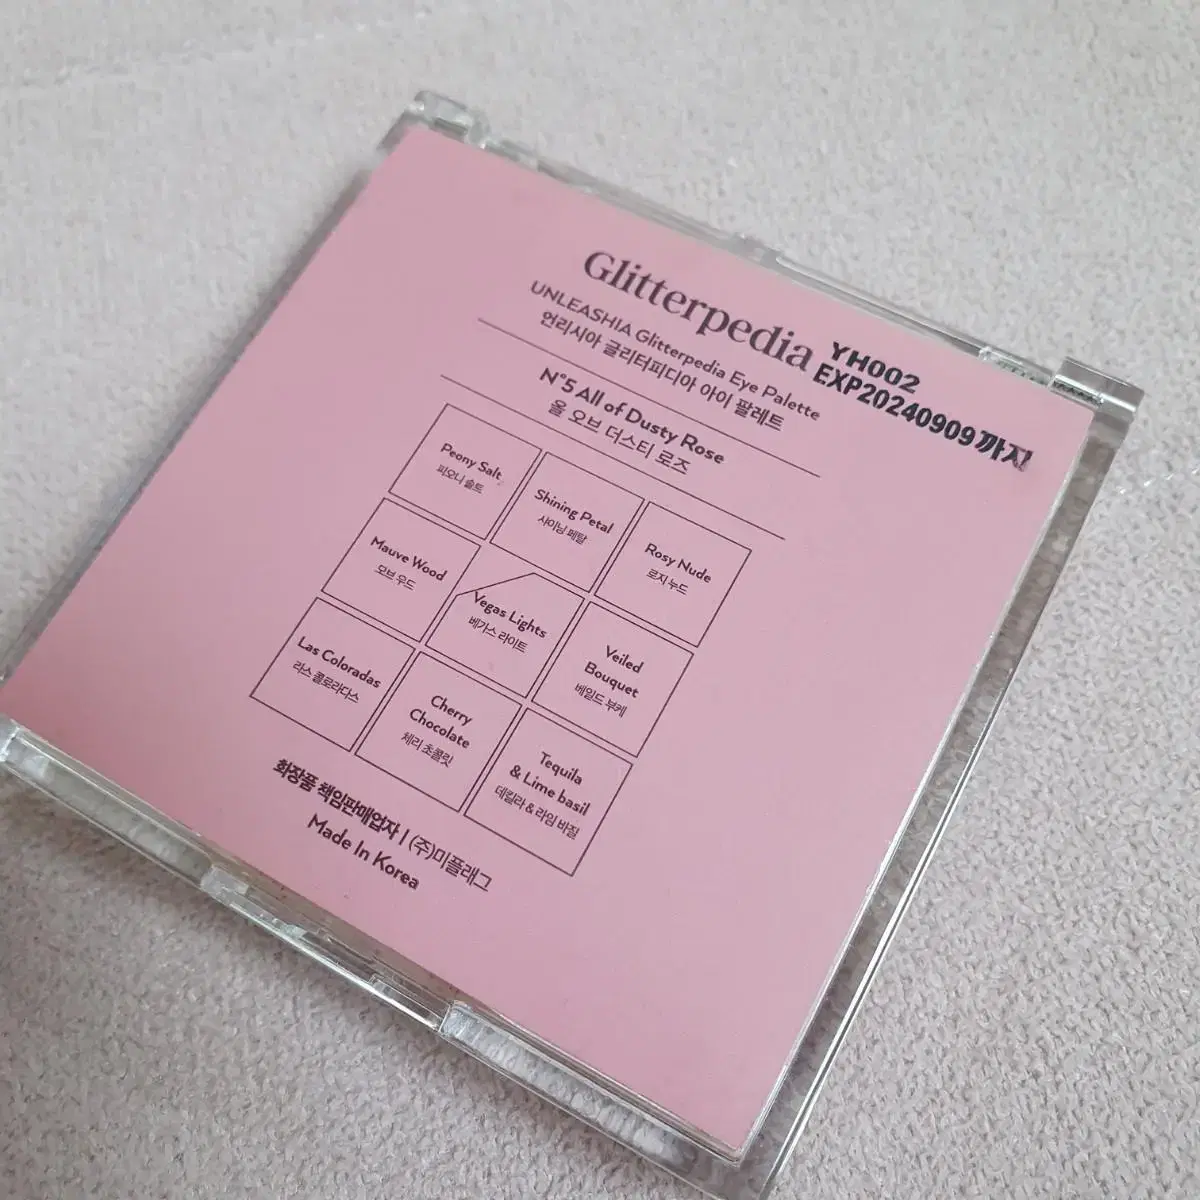 Glitterpedia
UNLEASHIA Glitterpedia Eye Palette
언리시아 글리터피디아 아이 팔레트
YH002
EXP20240909까지
N°5 All of Dusty Rose
올 오브 더스티 로즈
Peony Salt
피오니 솔트
Shining Petal
샤이닝 페탈
Rosy Nude
로지 누드
Mauve Wood
모브 우드
Vegas Lights
베가스 라이트
Veiled
Bouquet
베일드 부케
Las Coloradas
라스 콜로라다스
Cherry
Chocolate
체리 초콜릿
Tequila
& Lime basil
데킬라 & 라임 바질
화장품 책임판매업자 | (주)미플래그
Made In Korea